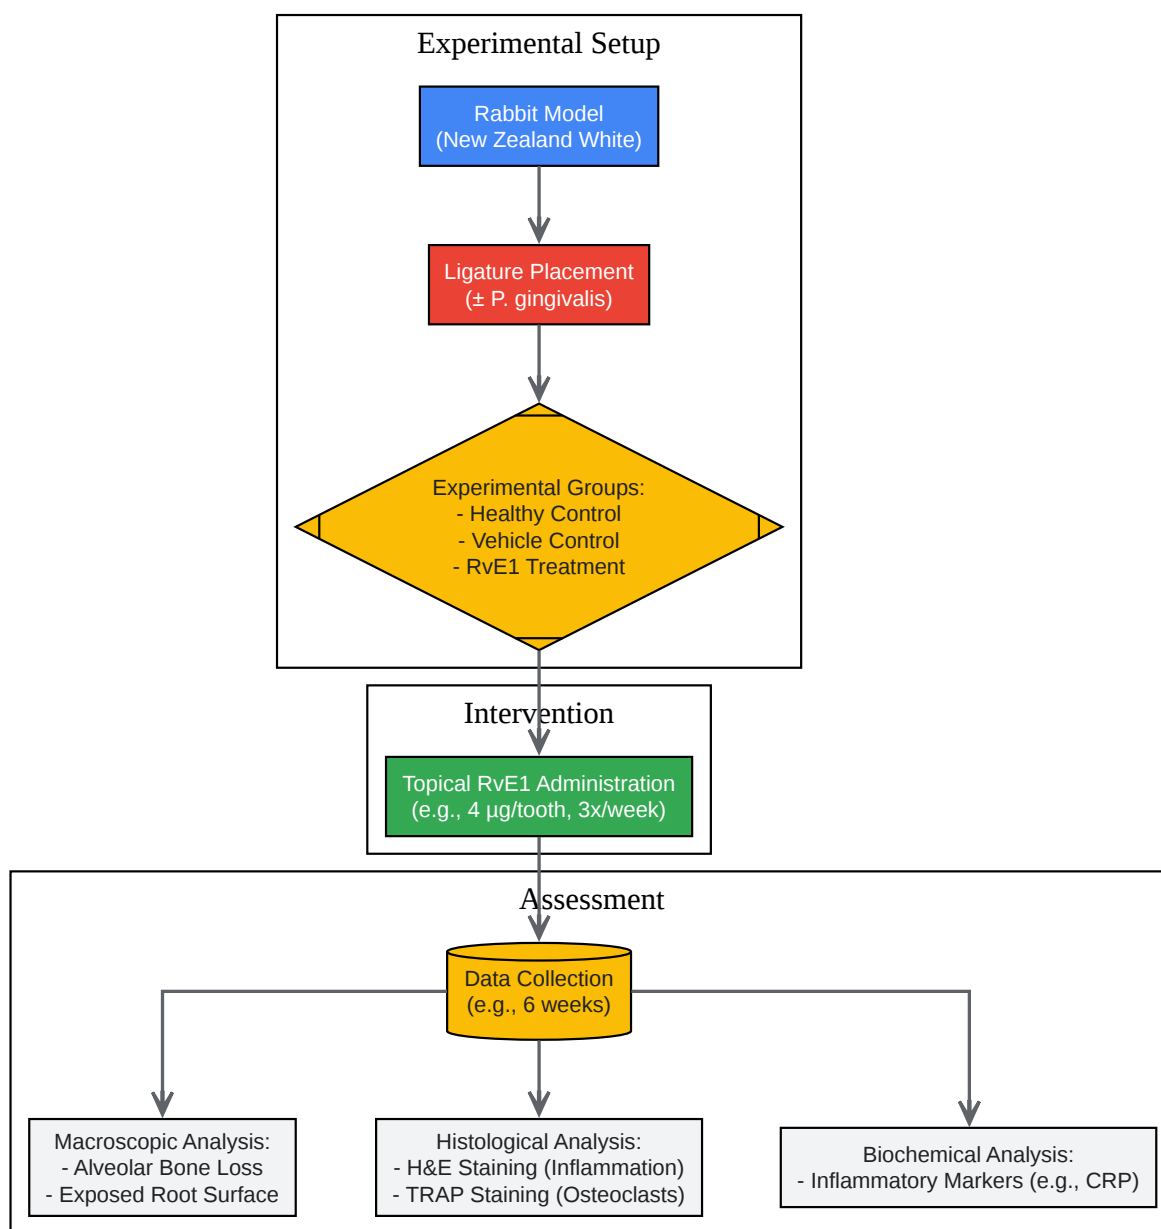 Experimental Setup
Rabbit Model
(New Zealand White)
Ligature Placement
(± P. gingivalis)
Experimental Groups:
- Healthy Control
- Vehicle Control
- RvE1 Treatment
Intervention
Topical RvE1 Administration
(e.g., 4 µg/tooth, 3x/week)
Assessment
Data Collection
(e.g., 6 weeks)
Macroscopic Analysis:
- Alveolar Bone Loss
- Exposed Root Surface
Histological Analysis:
- H&E Staining (Inflammation)
- TRAP Staining (Osteoclasts)
Biochemical Analysis:
- Inflammatory Markers (e.g., CRP)